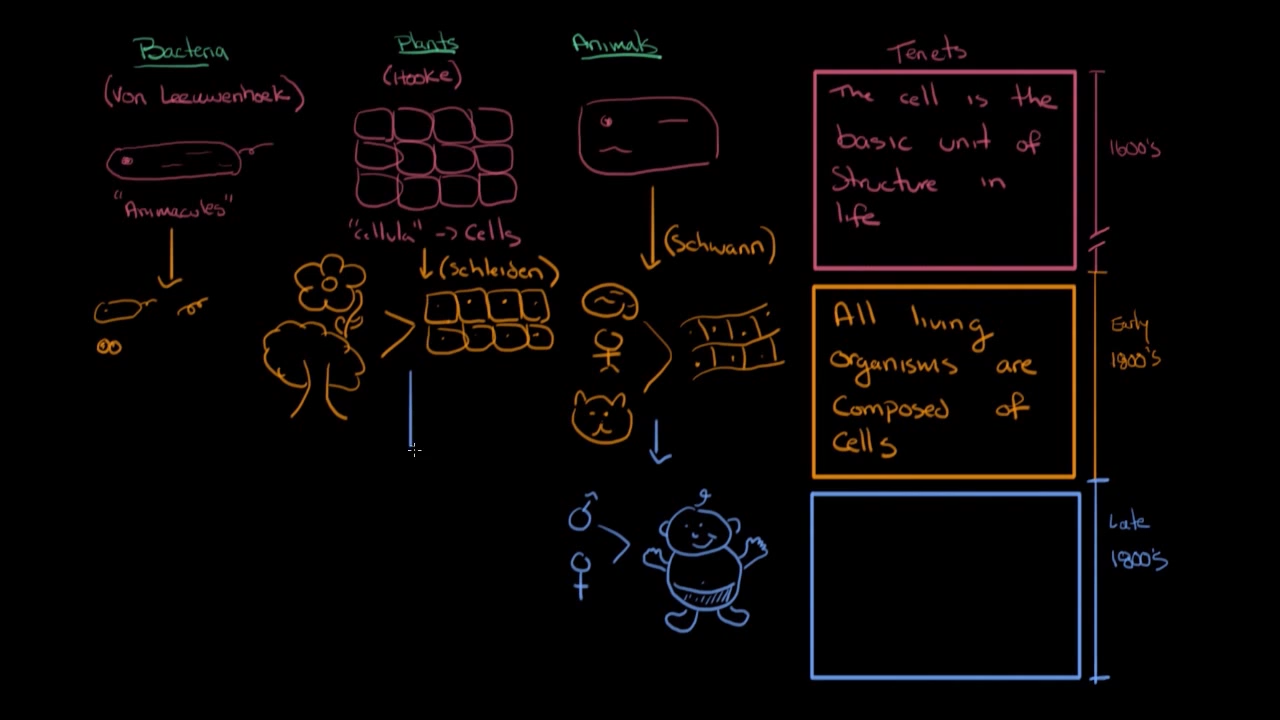 Bacteria
(Von Leeuwenhoek)
"Animacules"
Plants
(Hooke)
"cellula" -> Cells
(Schleiden)
Animals
(Schwann)
Tenets
The cell is the
basic unit of
Structure in
life
1600's
All living
organisms are
Composed of
Cells
Early
1800's
Late
1800's